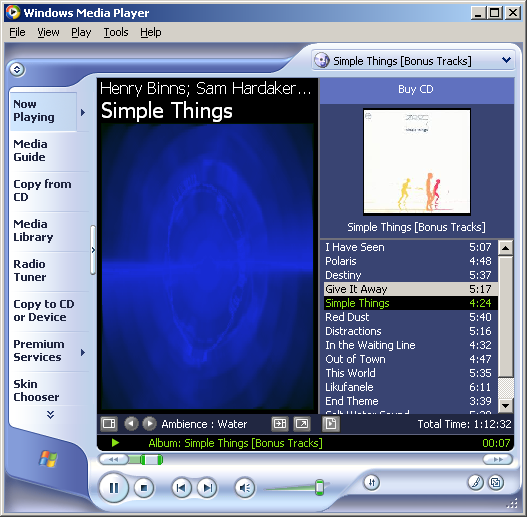 Windows Media Player
File View Play Tools Help
Simple Things [Bonus Tracks]
Now
Playing
Media
Guide
Copy from
CD
Media
Library
Radio
Tuner
Copy to CD
or Device
Premium
Services
Skin
Chooser
Henry Binns; Sam Hardaker...
Simple Things
Buy CD
Simple Things [Bonus Tracks]
I Have Seen 5:07
Polaris 4:48
Destiny 5:37
Give It Away 5:17
Simple Things 4:24
Red Dust 5:40
Distractions 5:16
In the Waiting Line 4:32
Out of Town 4:47
This World 5:35
Likufanele 6:11
End Theme 3:39
Salt Water Sound
Ambience : Water
Total Time: 1:12:32
Album: Simple Things [Bonus Tracks] 00:07